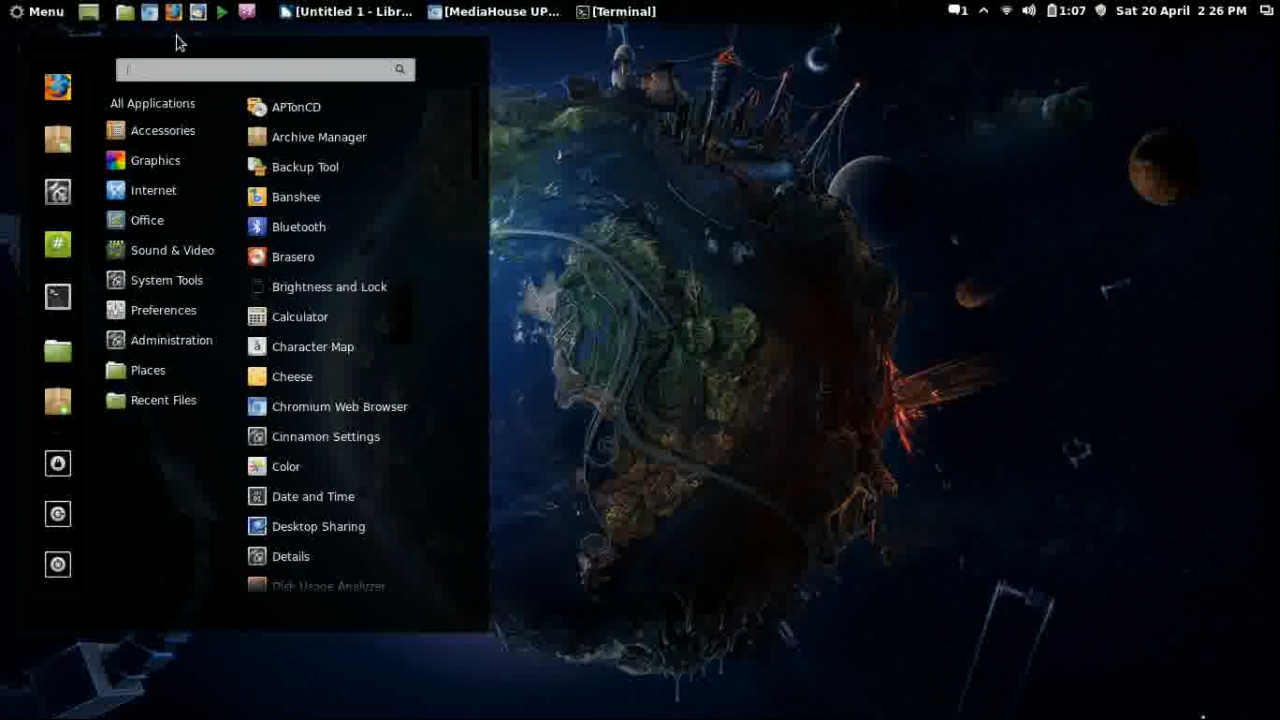 Menu
[Untitled 1 - Libr...
[MediaHouse UP...
[Terminal]
1
1:07
Sat 20 April
2:26 PM
All Applications
Accessories
Graphics
Internet
Office
Sound & Video
System Tools
Preferences
Administration
Places
Recent Files
APTonCD
Archive Manager
Backup Tool
Banshee
Bluetooth
Brasero
Brightness and Lock
Calculator
Character Map
Cheese
Chromium Web Browser
Cinnamon Settings
Color
Date and Time
Desktop Sharing
Details
Disk Usage Analyzer